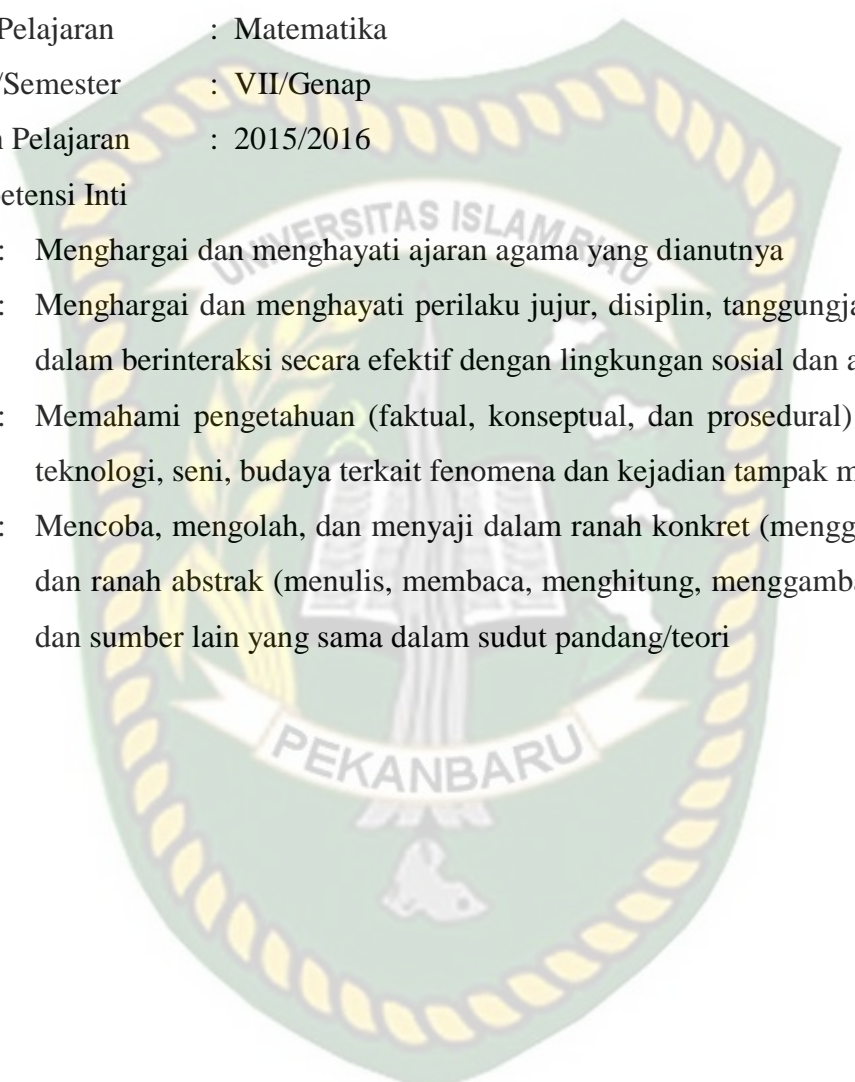 Pelajaran : Matematika
/Semester : VII/Genap
Pelajaran : 2015/2016
etensi Inti
: Menghargai dan menghayati ajaran agama yang dianutnya
: Menghargai dan menghayati perilaku jujur, disiplin, tanggungja
dalam berinteraksi secara efektif dengan lingkungan sosial dan a
: Memahami pengetahuan (faktual, konseptual, dan prosedural)
teknologi, seni, budaya terkait fenomena dan kejadian tampak m
: Mencoba, mengolah, dan menyaji dalam ranah konkret (mengg
dan ranah abstrak (menulis, membaca, menghitung, menggamba
dan sumber lain yang sama dalam sudut pandang/teori
UNIVERSITAS ISLAM RIAU
PEKANBARU